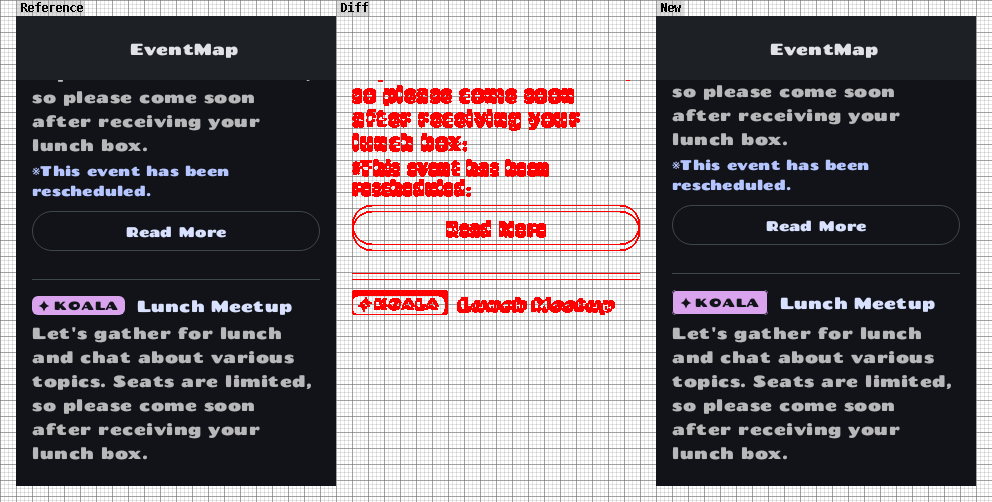 Reference
Diff
New
EventMap
so please come soon
after receiving your
lunch box.
※This event has been
rescheduled.
Read More
✦ KOALA Lunch Meetup
Let's gather for lunch
and chat about various
topics. Seats are limited,
so please come soon
after receiving your
lunch box.
so please come soon
after receiving your
lunch box.
※This event has been
rescheduled.
Read More
✦ KOALA Lunch Meetup
EventMap
so please come soon
after receiving your
lunch box.
※This event has been
rescheduled.
Read More
✦ KOALA Lunch Meetup
Let's gather for lunch
and chat about various
topics. Seats are limited,
so please come soon
after receiving your
lunch box.